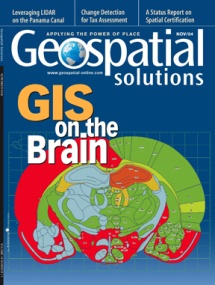 Leveraging LIDAR
on the Panama Canal
Change Detection
for Tax Assessment
A Status Report on
Spatial Certification
APPLYING THE POWER OF PLACE
NOV/04
Geospatial
www.geospatial-online.com
solutions
GIS
on the
Brain